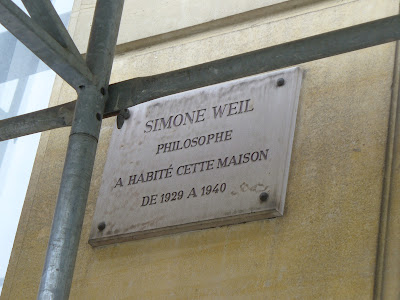 SIMONE WEIL
PHILOSOPHE
A HABITÉ CETTE MAISON
DE 1929 A 1940